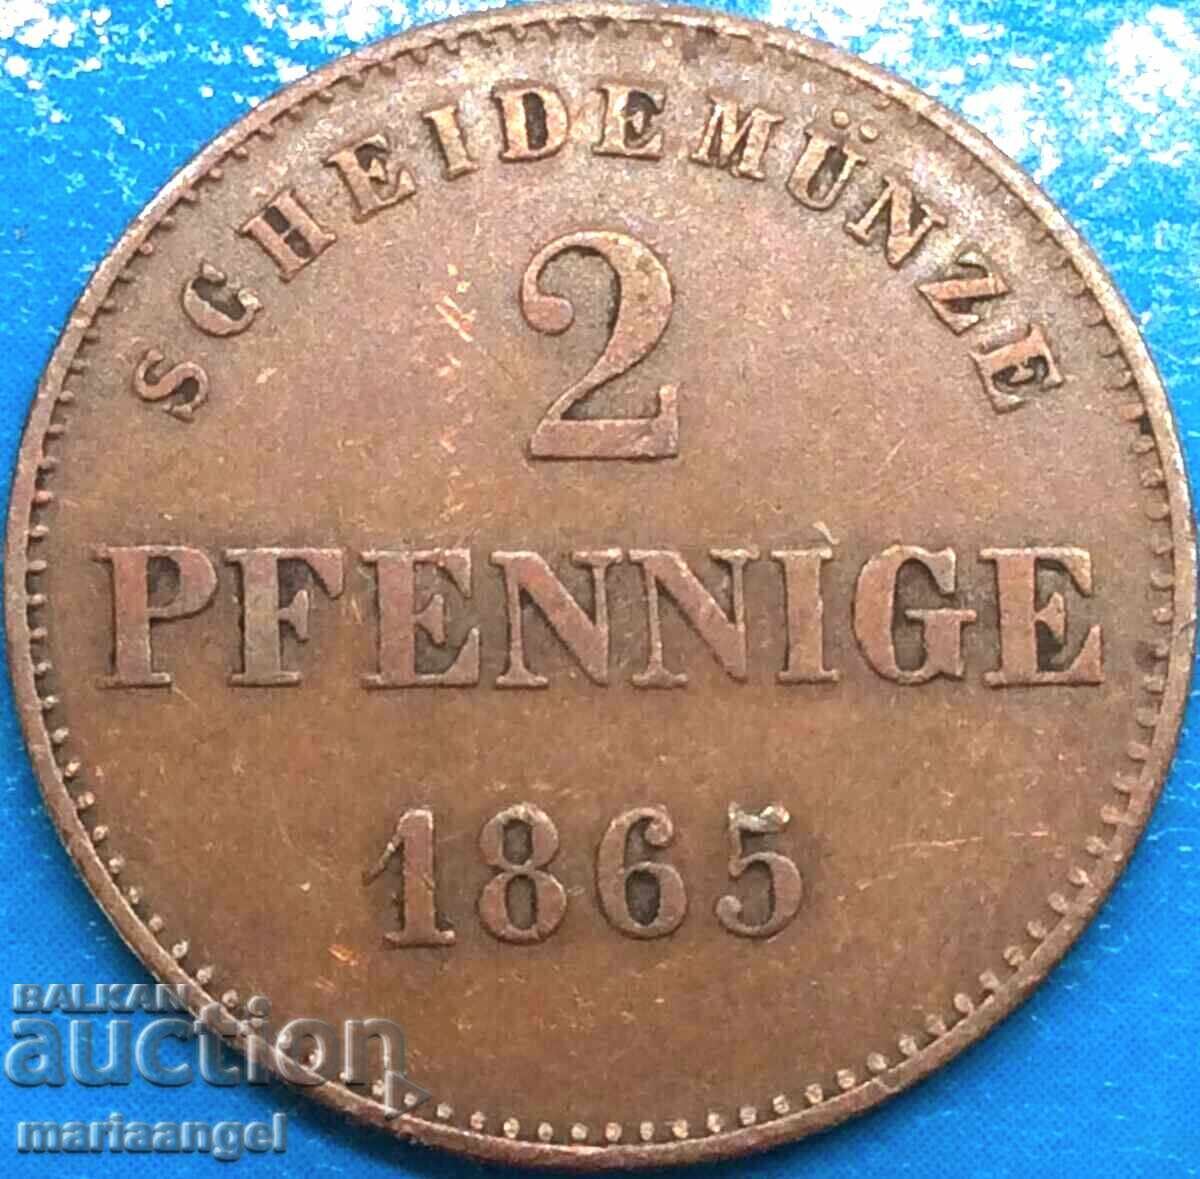 SCHEIDEMÜNZE
2
PFENNIGE
1865
BALKAN
auction
mariaangel